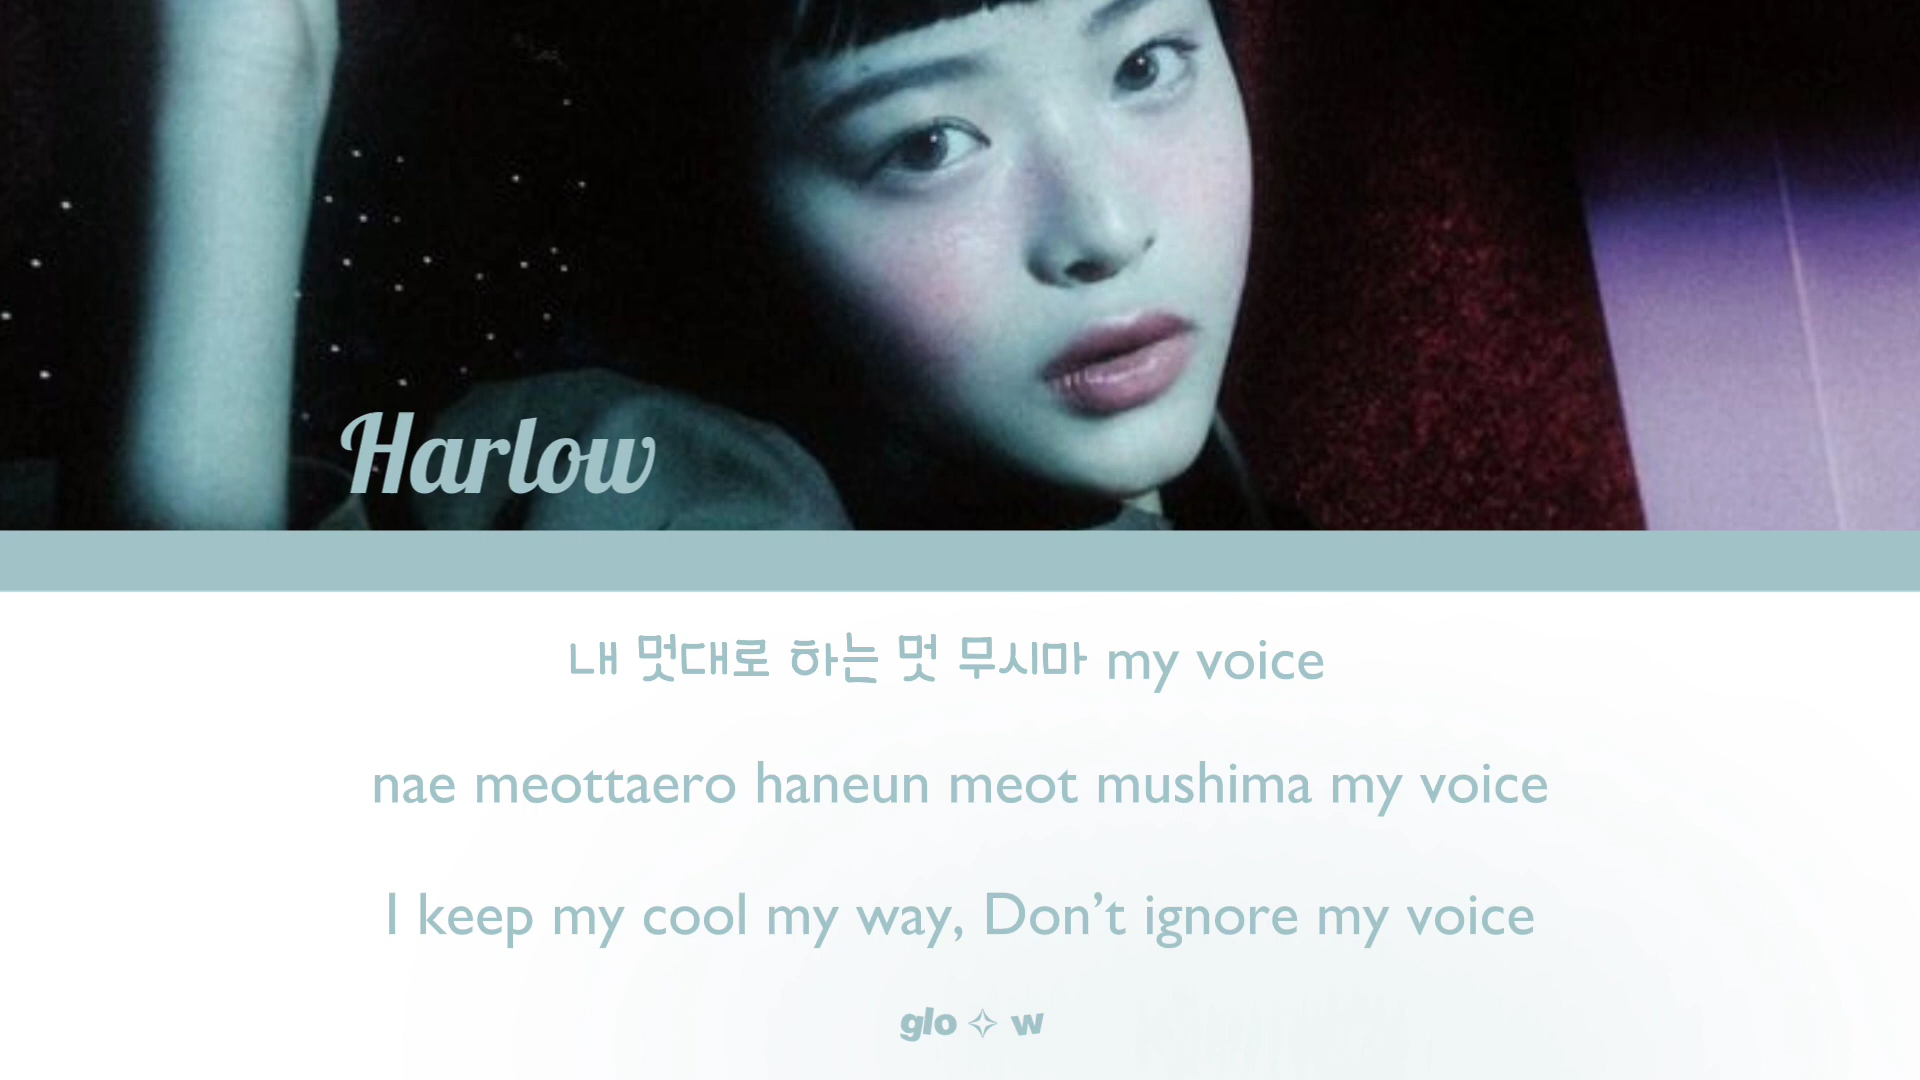 Harlow
내 멋대로 하는 멋 무시마 my voice
nae meottaero haneun meot mushima my voice
I keep my cool my way, Don’t ignore my voice
glo ✧ w